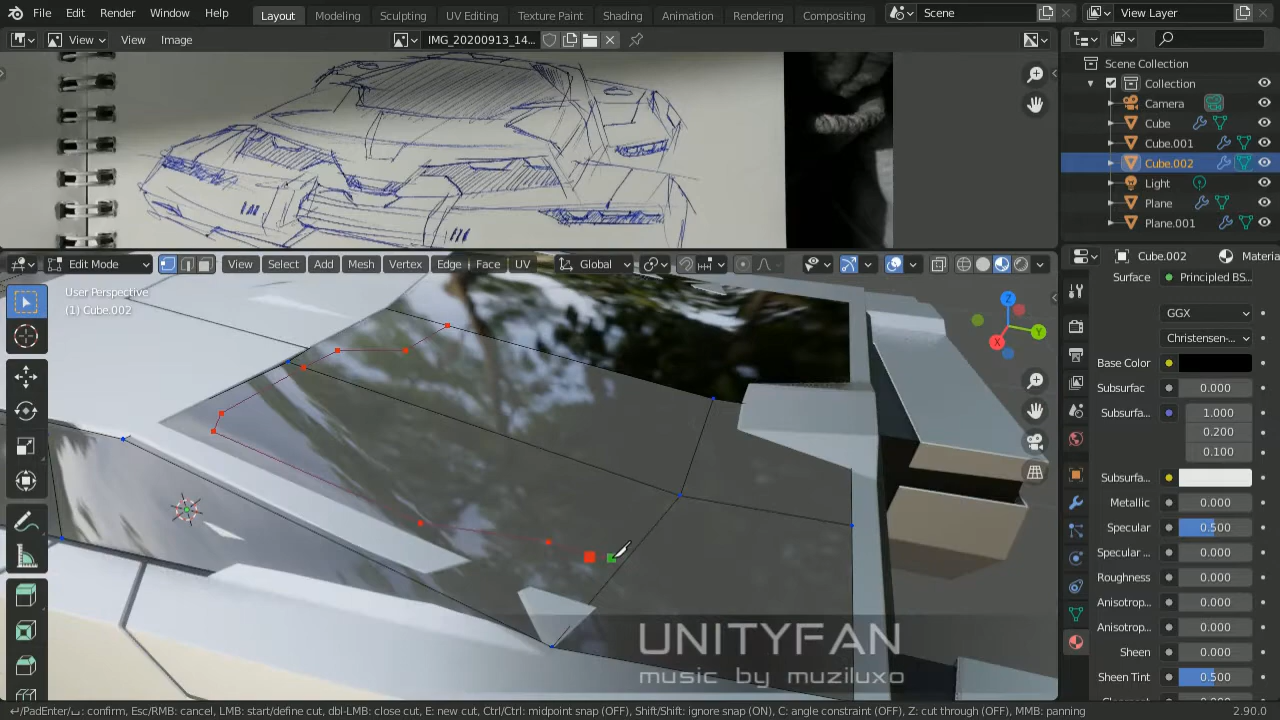 File Edit Render Window Help Layout Modeling Sculpting UV Editing Texture Paint Shading Animation Rendering Compositing Scene View Layer
View View Image IMG_20200913_14...
Scene Collection
Collection
Camera
Cube
Cube.001
Cube.002
Light
Plane
Plane.001
Edit Mode View Select Add Mesh Vertex Edge Face UV Global
User Perspective
(1) Cube.002
Z
Y
X
Cube.002 Materia
Surface Principled BS...
GGX
Christensen-...
Base Color
Subsurfac 0.000
Subsurfa... 1.000
0.200
0.100
Subsurfa...
Metallic 0.000
Specular 0.500
Specular ... 0.000
Roughness 0.000
Anisotrop... 0.000
Anisotrop... 0.000
Sheen 0.000
Sheen Tint 0.500
UNITYFAN
music by muziluxo
↵/PadEnter/⎵: confirm, Esc/RMB: cancel, LMB: start/define cut, dbl-LMB: close cut, E: new cut, Ctrl/Ctrl: midpoint snap (OFF), Shift/Shift: ignore snap (ON), C: angle constraint (OFF), Z: cut through (OFF), MMB: panning 2.90.0